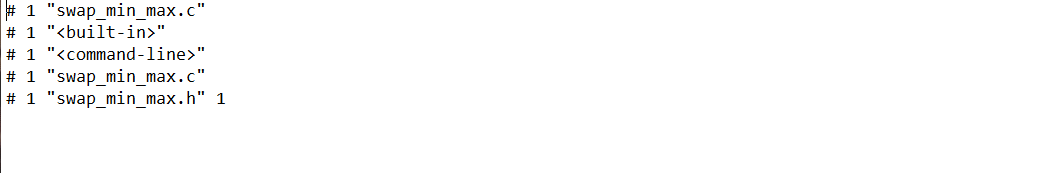 # 1 "swap_min_max.c"
# 1 "<built-in>"
# 1 "<command-line>"
# 1 "swap_min_max.c"
# 1 "swap_min_max.h" 1